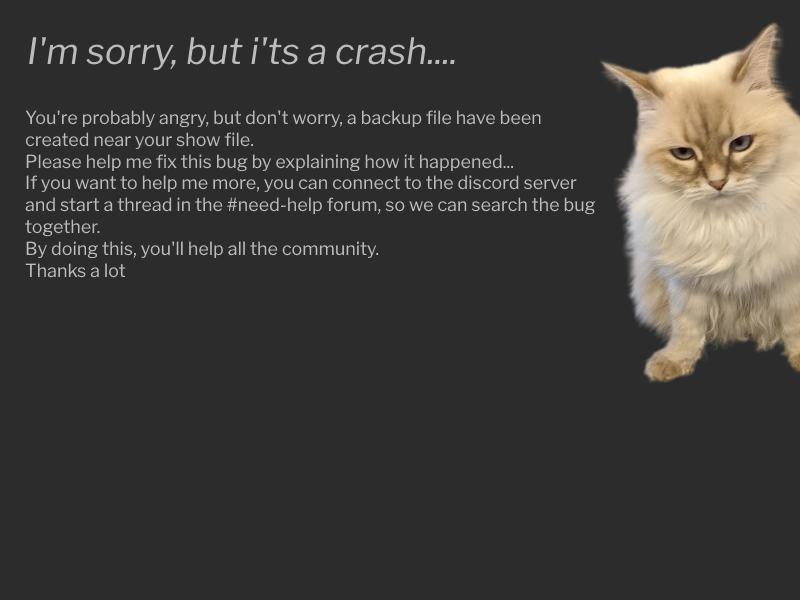 I'm sorry, but i'ts a crash....
You're probably angry, but don't worry, a backup file have been
created near your show file.
Please help me fix this bug by explaining how it happened...
If you want to help me more, you can connect to the discord server
and start a thread in the #need-help forum, so we can search the bug
together.
By doing this, you'll help all the community.
Thanks a lot